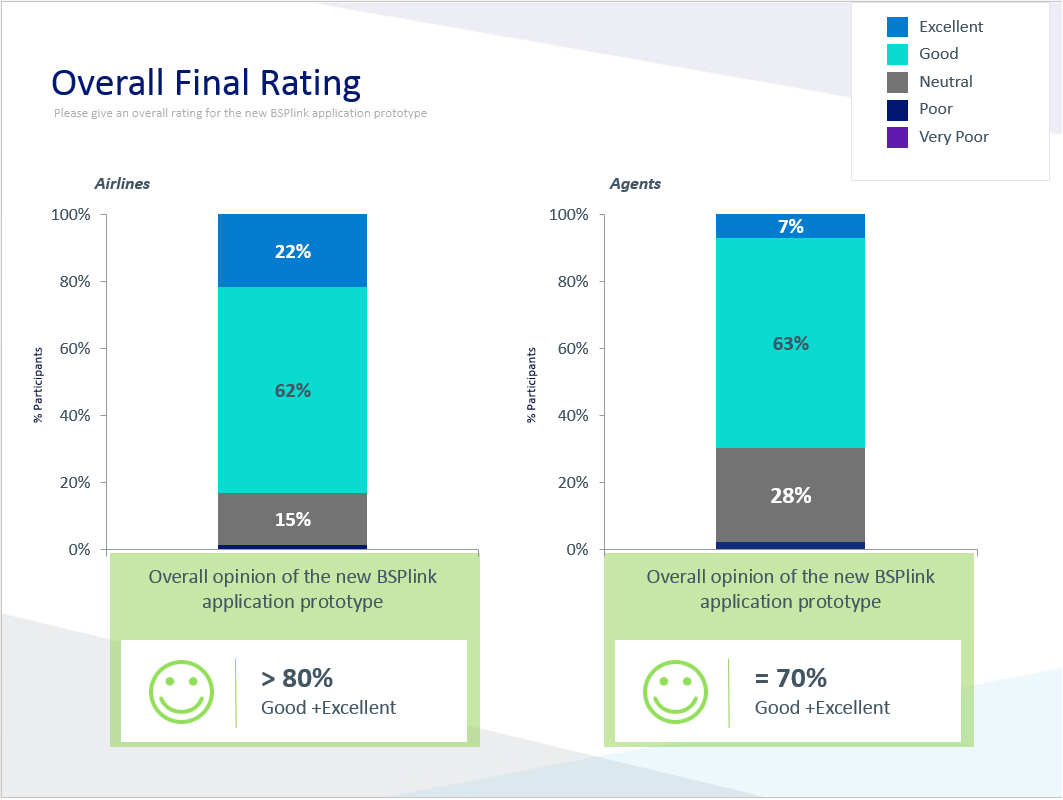 Excellent
Good
Neutral
Poor
Very Poor
Overall Final Rating
Please give an overall rating for the new BSPlink application prototype
Airlines
100%
80%
60%
40%
20%
0%
% Participants
22%
62%
15%
Agents
100%
80%
60%
40%
20%
0%
% Participants
7%
63%
28%
Overall opinion of the new BSPlink
application prototype
> 80%
Good +Excellent
Overall opinion of the new BSPlink
application prototype
= 70%
Good +Excellent